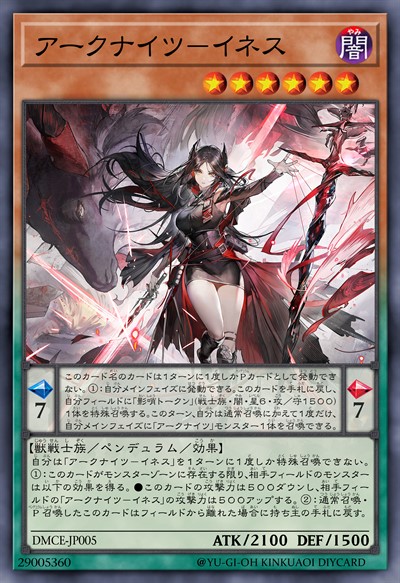 アークナイツ－イネス
やみ
闇
このカード名のカードは1ターンに1度しかPカードとして発動でき
ない。①：自分メインフェイズに発動できる。このカードを手札に戻し、
自分フィールドに「影哨トークン」(戦士族・闇・星6・攻／守1500)
1体を特殊召喚する。このターン、自分は通常召喚に加えて1度だけ、
自分メインフェイズに「アークナイツ」モンスター1体を召喚できる。
7
7
【獣戦士族／ペンデュラム／効果】
自分は「アークナイツ－イネス」を1ターンに1度しか特殊召喚できない。
①：このカードがモンスターゾーンに存在する限り、相手フィールドのモンスター
は以下の効果を得る。●このカードの攻撃力は500ダウンし、相手フィ
ールドの「アークナイツ－イネス」の攻撃力は500アップする。②：通常召喚・
P召喚したこのカードはフィールドから離れた場合に持ち主の手札に戻す。
DMCE-JP005
ATK/2100 DEF/1500
29005360
@YU-GI-OH KINKUAOI DIYCARD